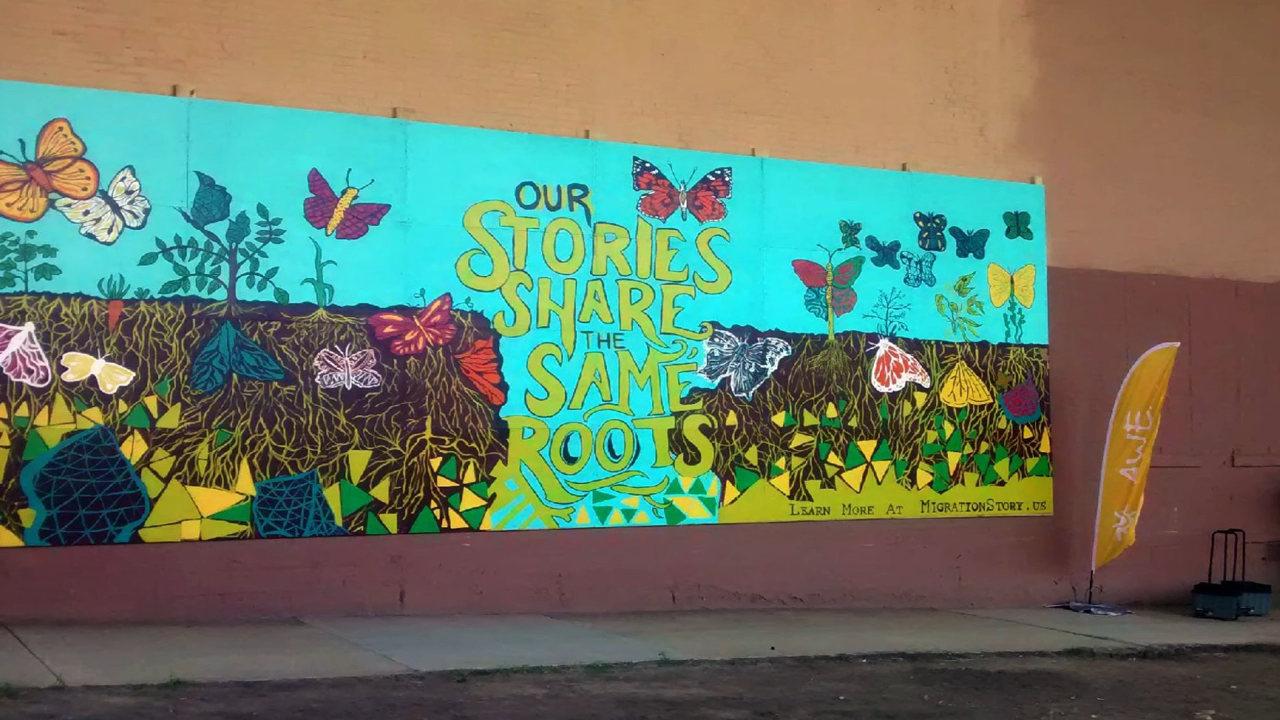 OUR
STORIES
SHARE
THE
SAME
ROOTS
LEARN MORE AT MIGRATIONSTORY.US
AWE